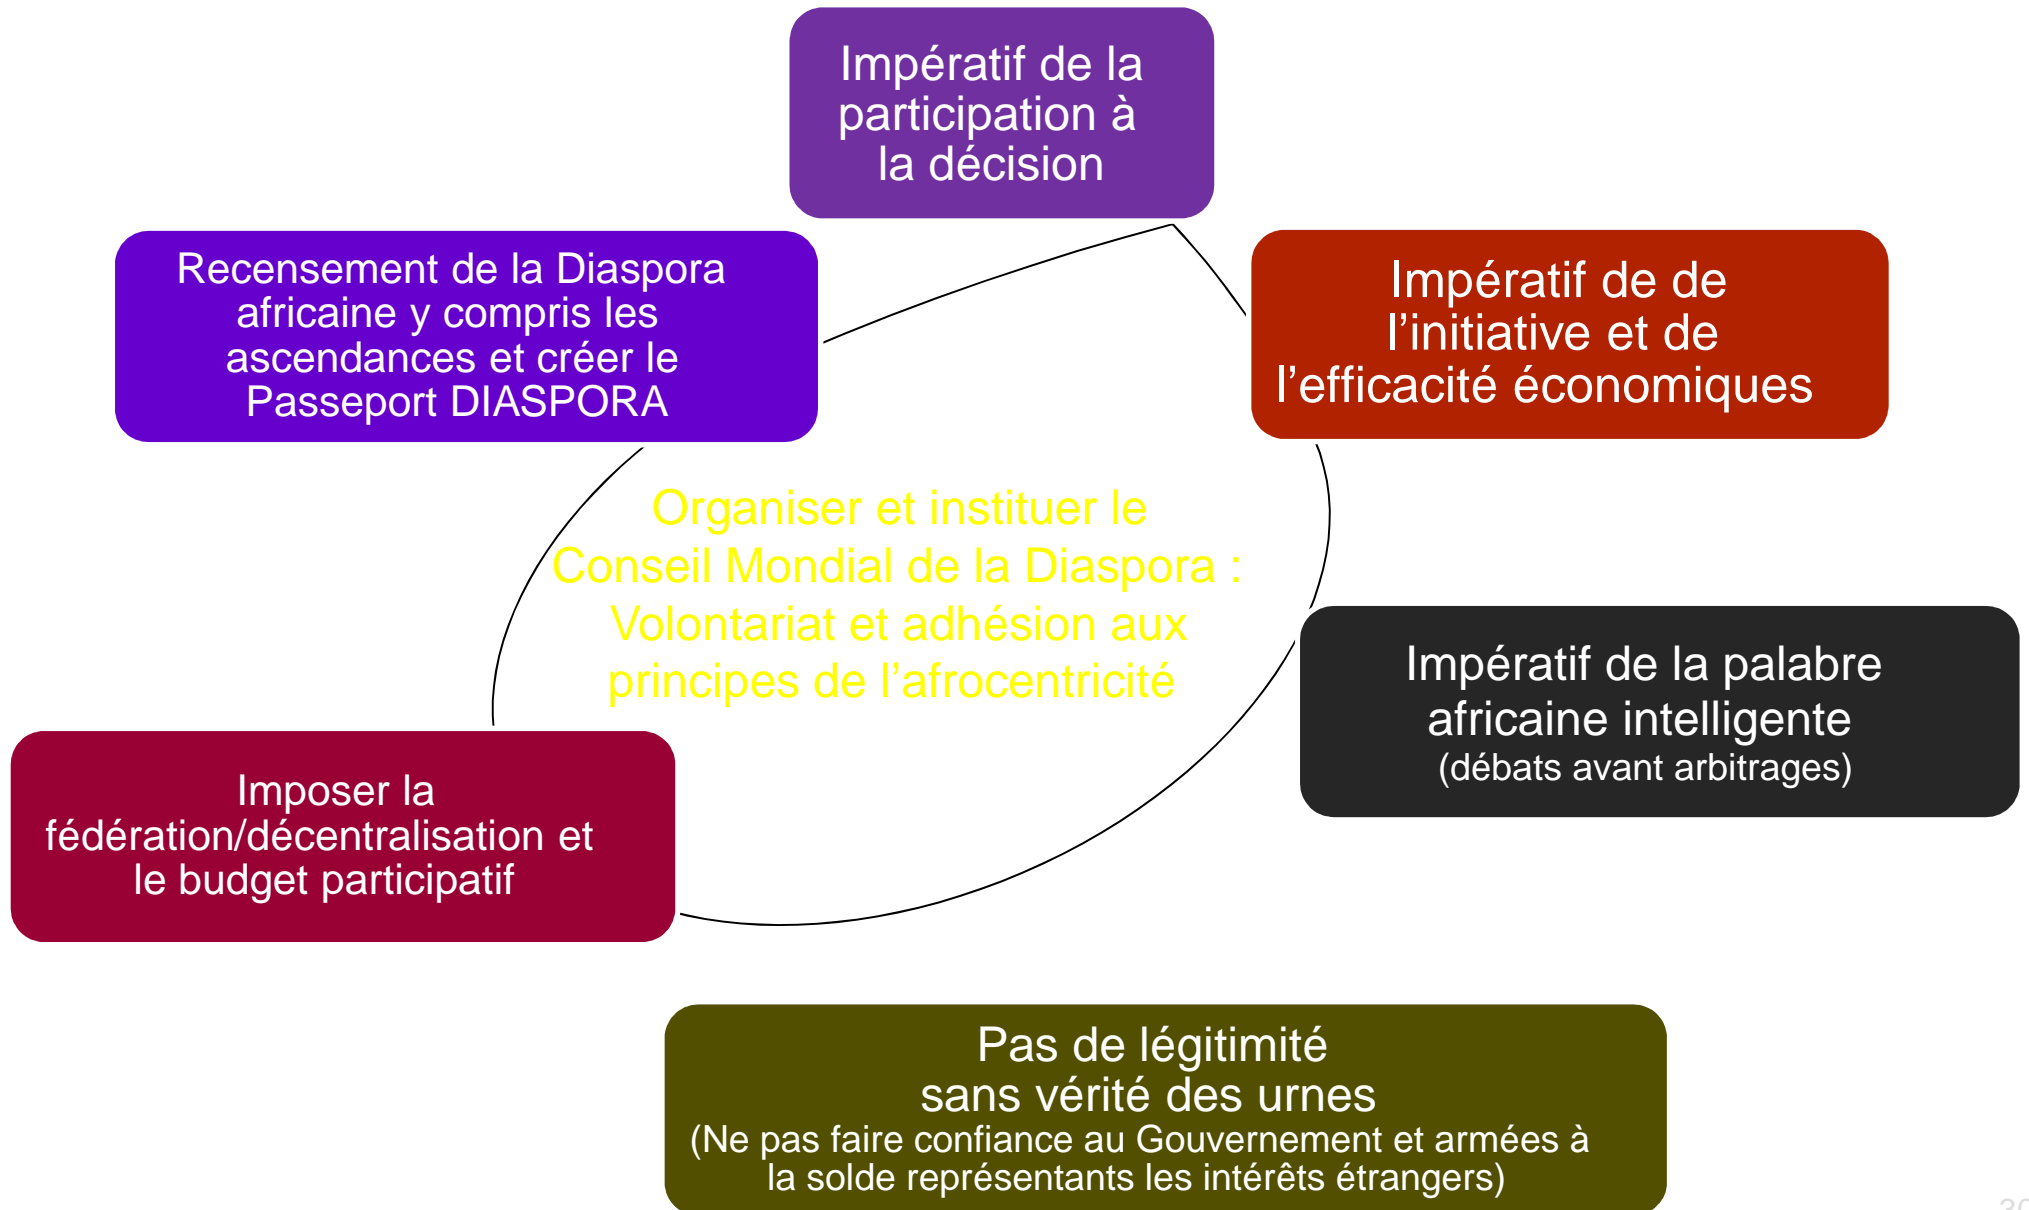 Impératif de la
participation à
la décision
Recensement de la Diaspora
africaine y compris les
ascendances et créer le
Passeport DIASPORA
Impératif de de
l’initiative et de
l’efficacité économiques
Organiser et instituer le
Conseil Mondial de la Diaspora :
Volontariat et adhésion aux
principes de l’afrocentricité
Impératif de la palabre
africaine intelligente
(débats avant arbitrages)
Imposer la
fédération/décentralisation et
le budget participatif
Pas de légitimité
sans vérité des urnes
(Ne pas faire confiance au Gouvernement et armées à
la solde représentants les intérêts étrangers)